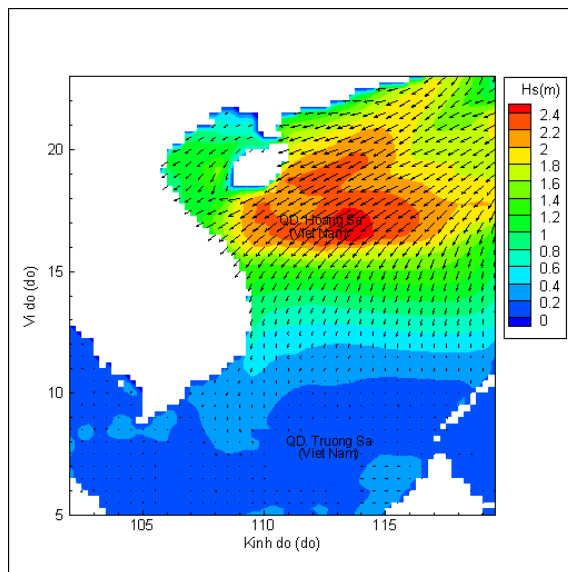 Hs(m)
2.4
2.2
2
1.8
1.6
1.4
1.2
1
0.8
0.6
0.4
0.2
0
20
15
10
5
Vi do (do)
QD. Hoang Sa
(Viet Nam)
QD. Truong Sa
(Viet Nam)
105
110
115
Kinh do (do)